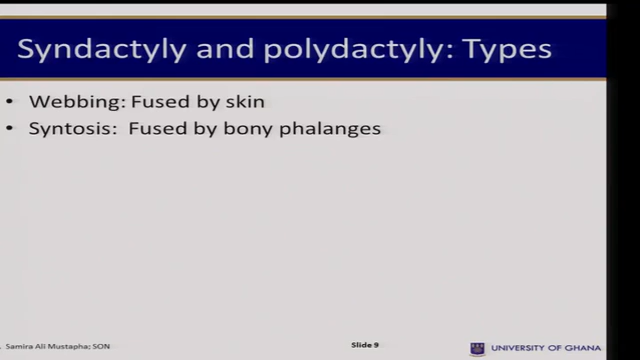 Syndactyly and polydactyly: Types
• Webbing: Fused by skin
• Syntosis: Fused by bony phalanges
Samira Ali Mustapha; SON
Slide 9
UNIVERSITY OF GHANA